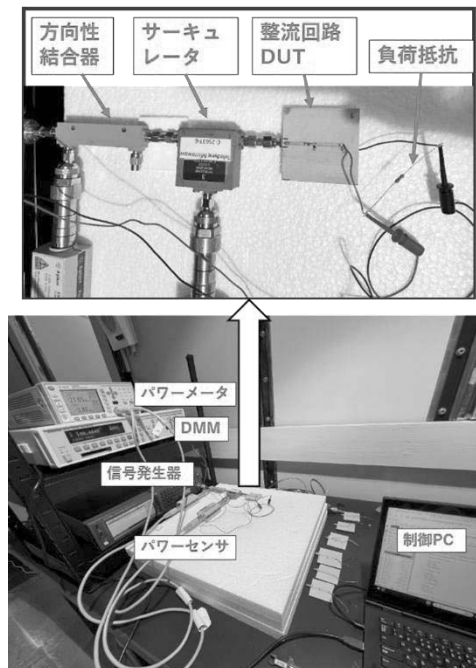 方向性
結合器
サーキュ
レータ
整流回路
DUT
負荷抵抗
パワーメータ
DMM
信号発生器
パワーセンサ
制御PC